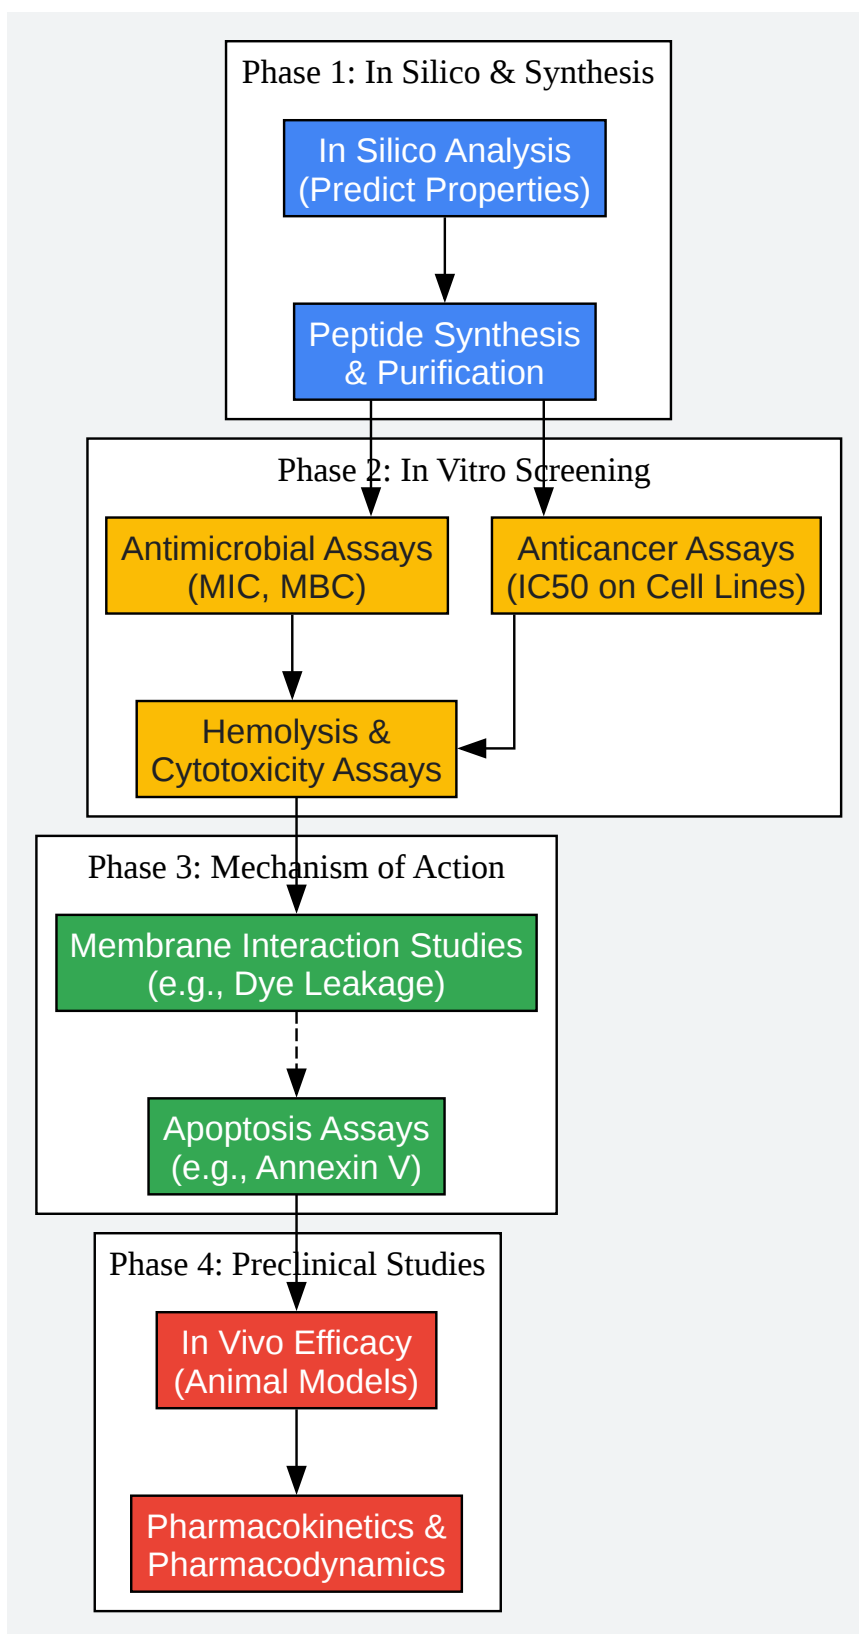 Phase 1: In Silico & Synthesis
In Silico Analysis
(Predict Properties)
Peptide Synthesis
& Purification
Phase 2: In Vitro Screening
Antimicrobial Assays
(MIC, MBC)
Anticancer Assays
(IC50 on Cell Lines)
Hemolysis &
Cytotoxicity Assays
Phase 3: Mechanism of Action
Membrane Interaction Studies
(e.g., Dye Leakage)
Apoptosis Assays
(e.g., Annexin V)
Phase 4: Preclinical Studies
In Vivo Efficacy
(Animal Models)
Pharmacokinetics &
Pharmacodynamics